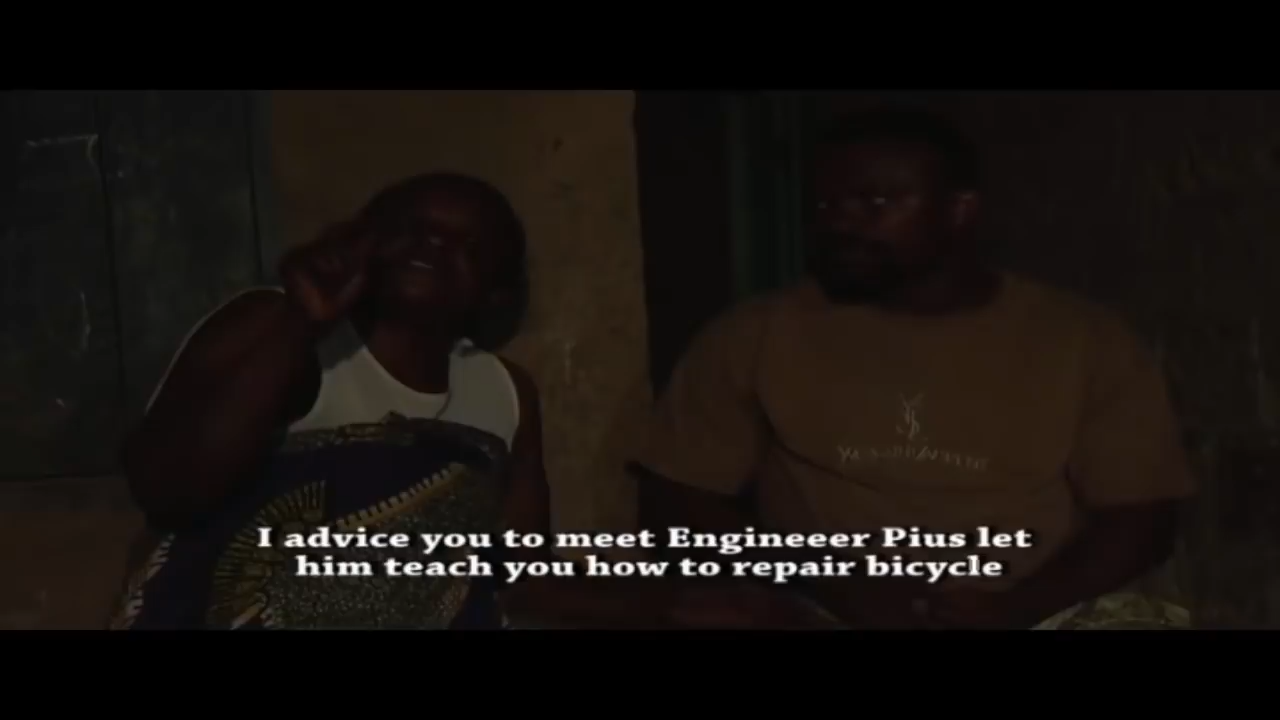 I advice you to meet Engineeer Pius let
him teach you how to repair bicycle